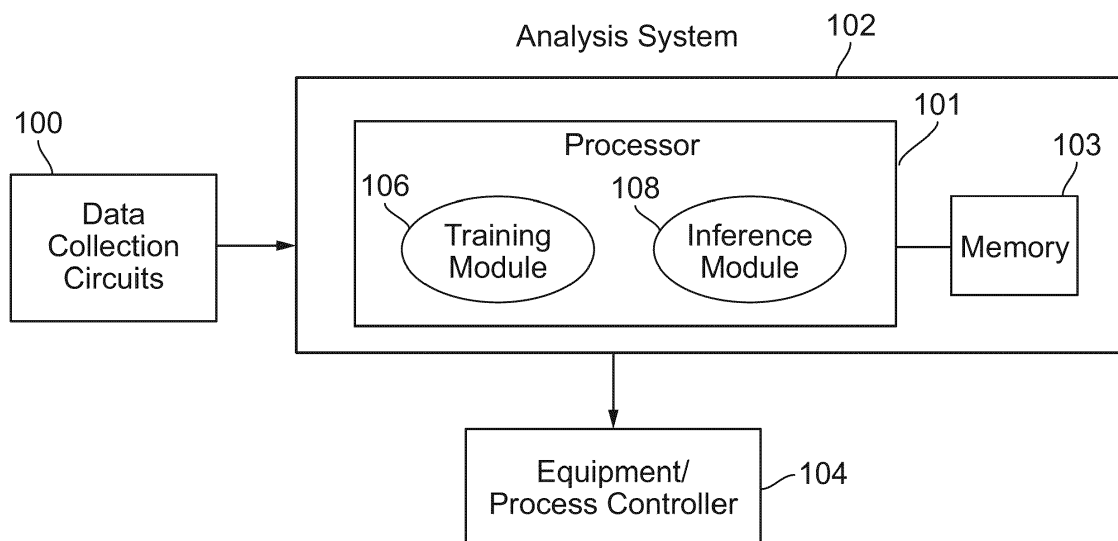 Analysis System
102
100
Data
Collection
Circuits
Processor
101
106
Training
Module
108
Inference
Module
103
Memory
Equipment/
Process Controller
104